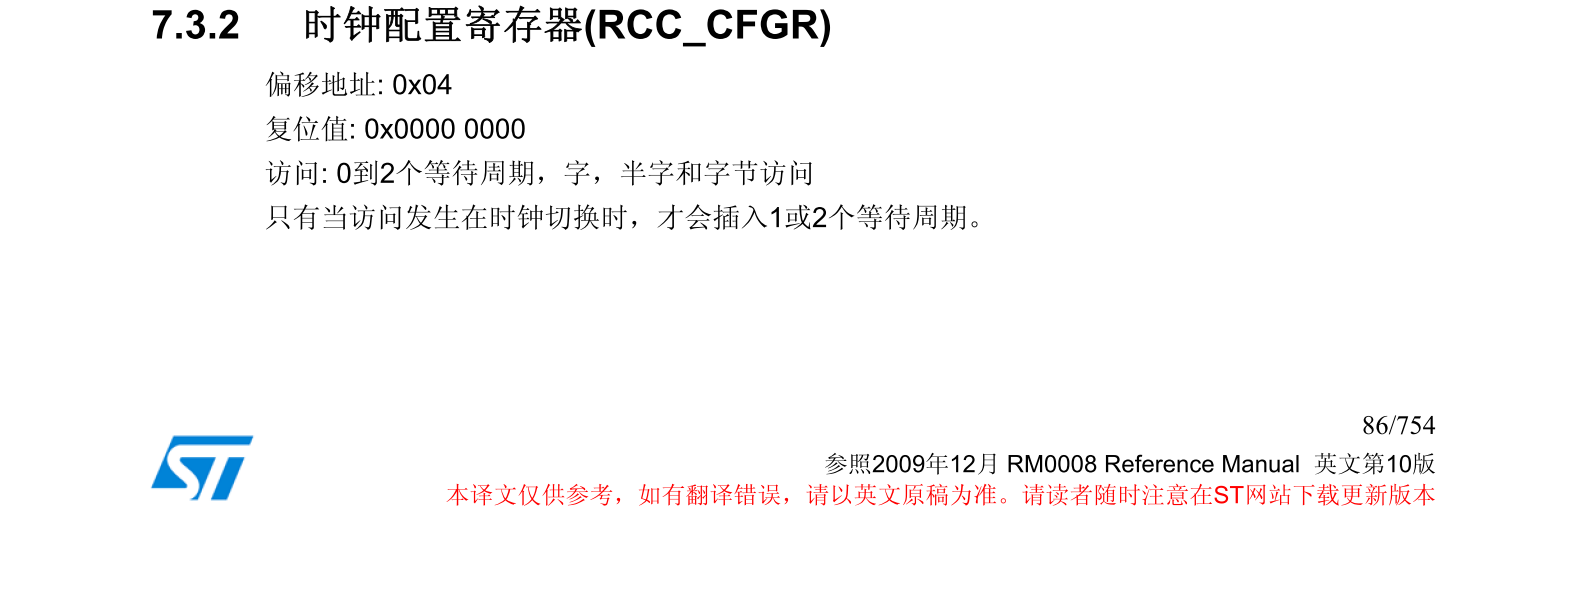 7.3.2 时钟配置寄存器(RCC_CFGR)
偏移地址: 0x04
复位值: 0x0000 0000
访问: 0到2个等待周期，字，半字和字节访问
只有当访问发生在时钟切换时，才会插入1或2个等待周期。
86/754
ST
参照2009年12月 RM0008 Reference Manual 英文第10版
本译文仅供参考，如有翻译错误，请以英文原稿为准。请读者随时注意在ST网站下载更新版本